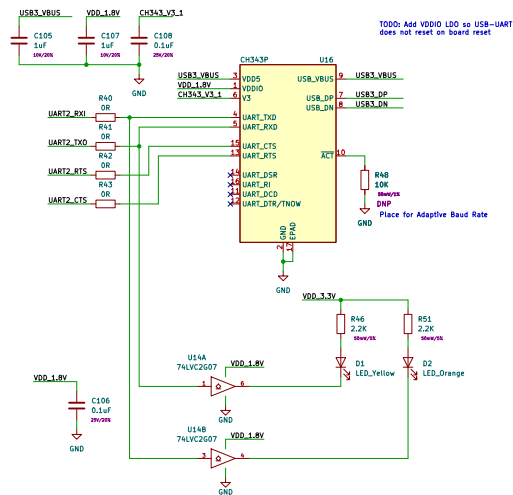 USB3_VBUS
VDD_1.8V
CH343_V3_1
TODO: Add VDDIO LDO so USB-UART
does not reset on board reset
C105
1uF
10V/20%
C107
1uF
10V/20%
C108
0.1uF
25V/20%
GND
CH343P
U16
USB3_VBUS
3
VDD5
VDD_1.8V
1
VDDIO
CH343_V3_1
6
V3
USB_VBUS
9
USB3_VBUS
USB_DP
7
USB3_DP
USB_DN
8
USB3_DN
R40
0R
UART2_RXI
4
UART_TXD
R41
0R
5
UART_RXD
UART2_TXO
R42
0R
15
UART_CTS
13
UART_RTS
UART2_RTS
R43
0R
UART2_CTS
14
UART_DSR
16
UART_RI
11
UART_DCD
12
UART_DTR/TNOW
ACT
10
R48
10K
50mW/1%
DNP
GND
Place for Adaptive Baud Rate
GND
EPAD
2
17
GND
VDD_3.3V
R46
2.2K
50mW/5%
R51
2.2K
50mW/5%
D1
LED_Yellow
D2
LED_Orange
U14A
74LVC2G07
VDD_1.8V
1
6
GND
VDD_1.8V
C106
0.1uF
25V/20%
GND
U14B
74LVC2G07
VDD_1.8V
3
4
GND